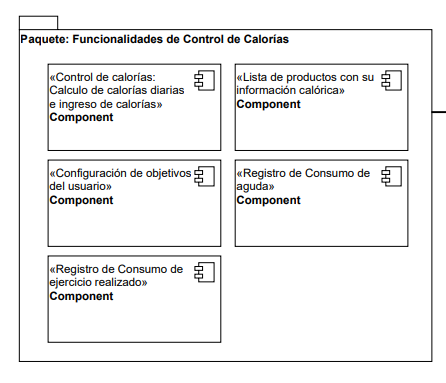 Paquete: Funcionalidades de Control de Calorías
«Control de calorías:
Calculo de calorías diarias
e ingreso de calorías»
Component
«Lista de productos con su
información calórica»
Component
«Configuración de objetivos
del usuario»
Component
«Registro de Consumo de
aguda»
Component
«Registro de Consumo de
ejercicio realizado»
Component